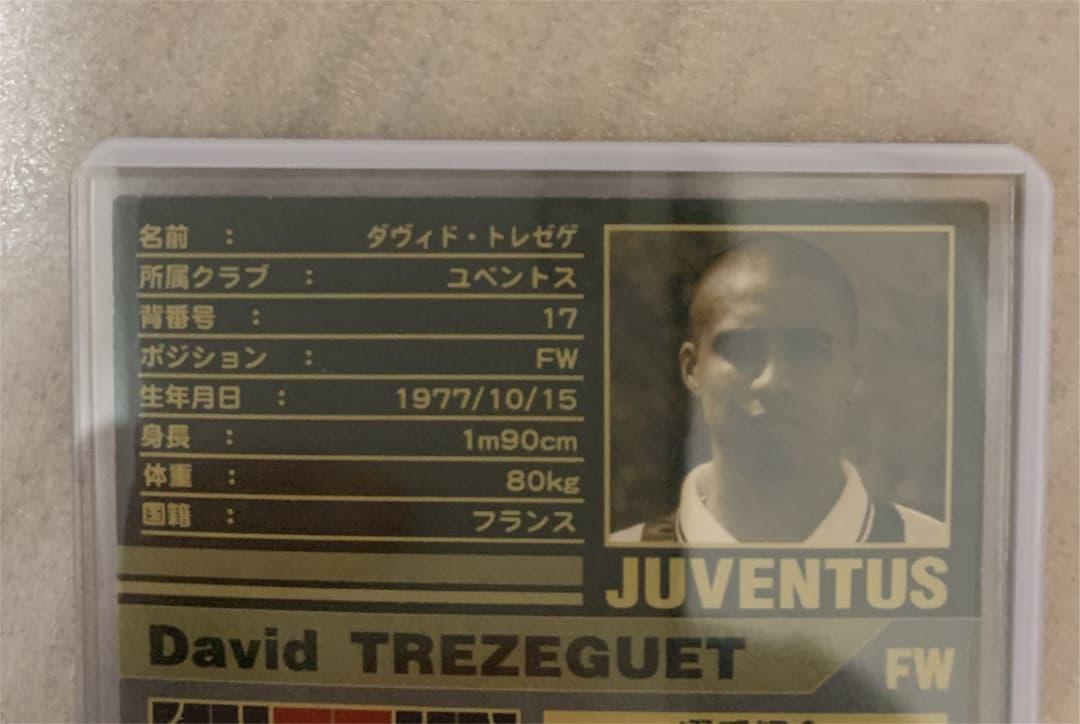 名前 : ダヴィド・トレゼゲ
所属クラブ : ユベントス
背番号 : 17
ポジション : FW
生年月日 : 1977/10/15
身長 : 1m90cm
体重 : 80kg
国籍 : フランス
JUVENTUS
David TREZEGUET
FW